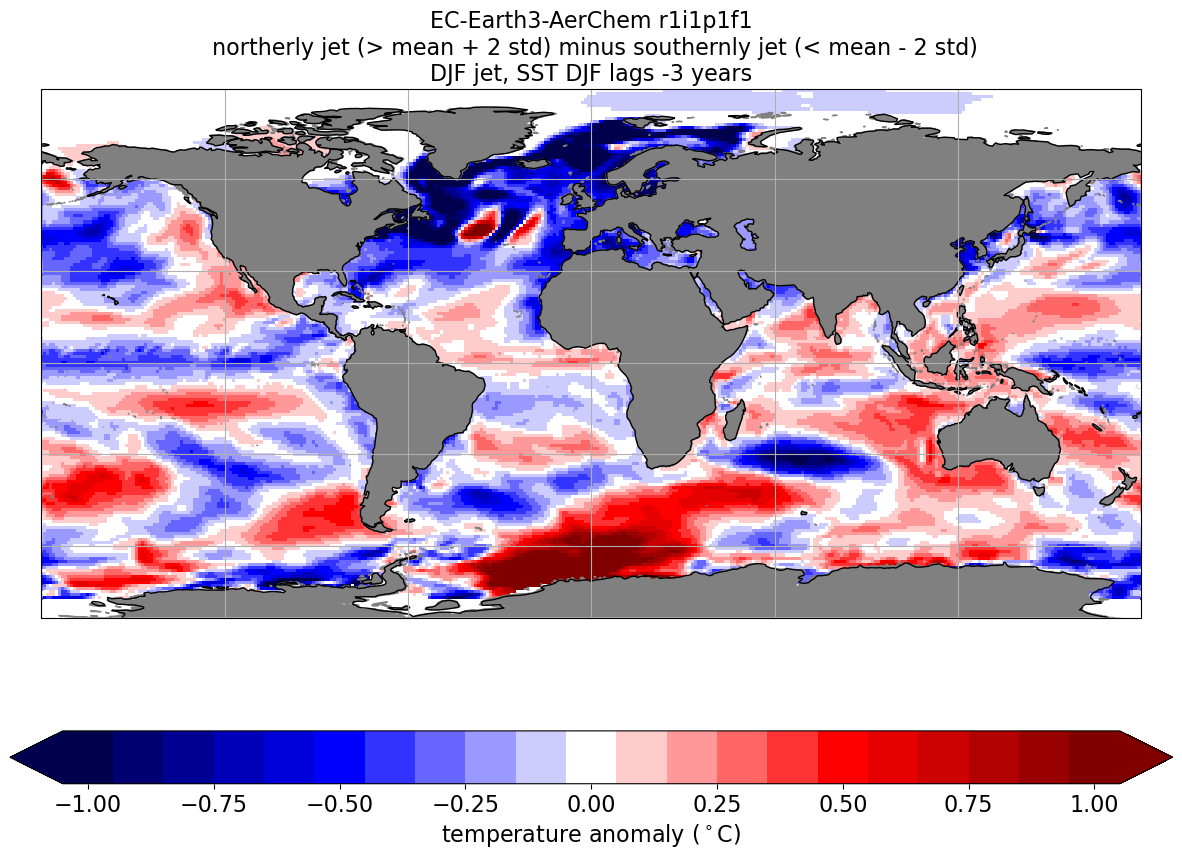 EC-Earth3-AerChem r1i1p1f1
northerly jet (> mean + 2 std) minus southernly jet (< mean - 2 std)
DJF jet, SST DJF lags -3 years
−1.00 −0.75 −0.50 −0.25 0.00 0.25 0.50 0.75 1.00
temperature anomaly (°C)